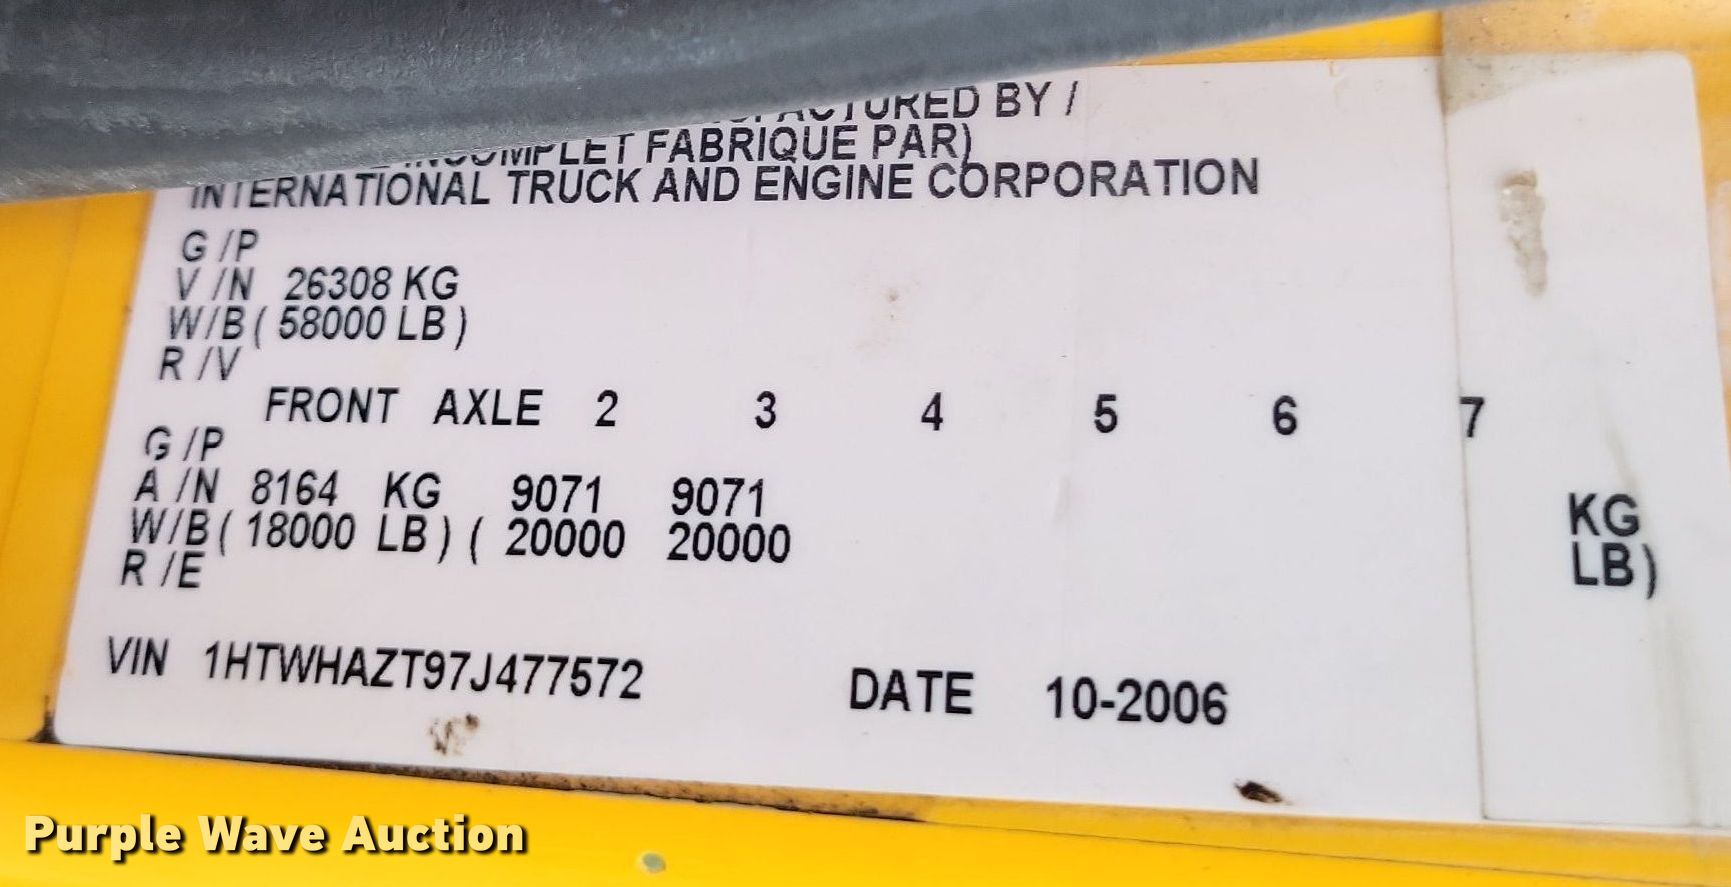 MANUFACTURED BY /
INCOMPLET FABRIQUE PAR)
INTERNATIONAL TRUCK AND ENGINE CORPORATION
G /P
V /N 26308 KG
W/B ( 58000 LB )
R /V
FRONT AXLE 2 3 4 5 6 7
G /P
A /N 8164 KG 9071 9071 KG
W/B ( 18000 LB ) ( 20000 20000 LB )
R /E
VIN 1HTWHAZT97J477572 DATE 10-2006
Purple Wave Auction